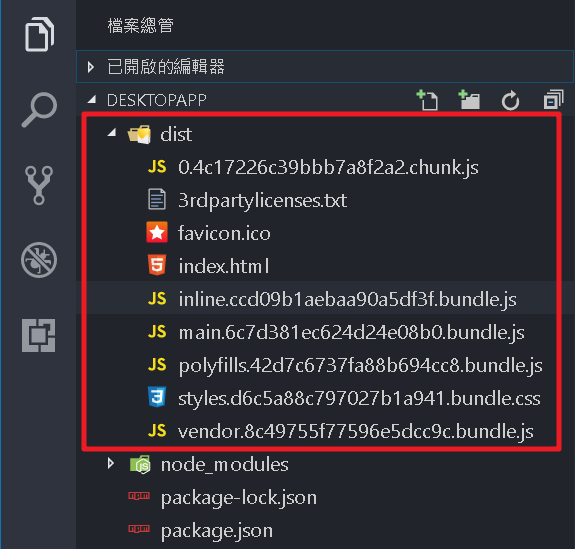 檔案總管
已開啟的編輯器
DESKTOPAPP
dist
JS 0.4c17226c39bbb7a8f2a2.chunk.js
3rdpartylicenses.txt
favicon.ico
index.html
JS inline.ccd09b1aebaa90a5df3f.bundle.js
JS main.6c7d381ec624d24e08b0.bundle.js
JS polyfills.42d7c6737fa88b694cc8.bundle.js
styles.d6c5a88c797027b1a941.bundle.css
JS vendor.8c49755f77596e5dcc9c.bundle.js
node_modules
package-lock.json
package.json